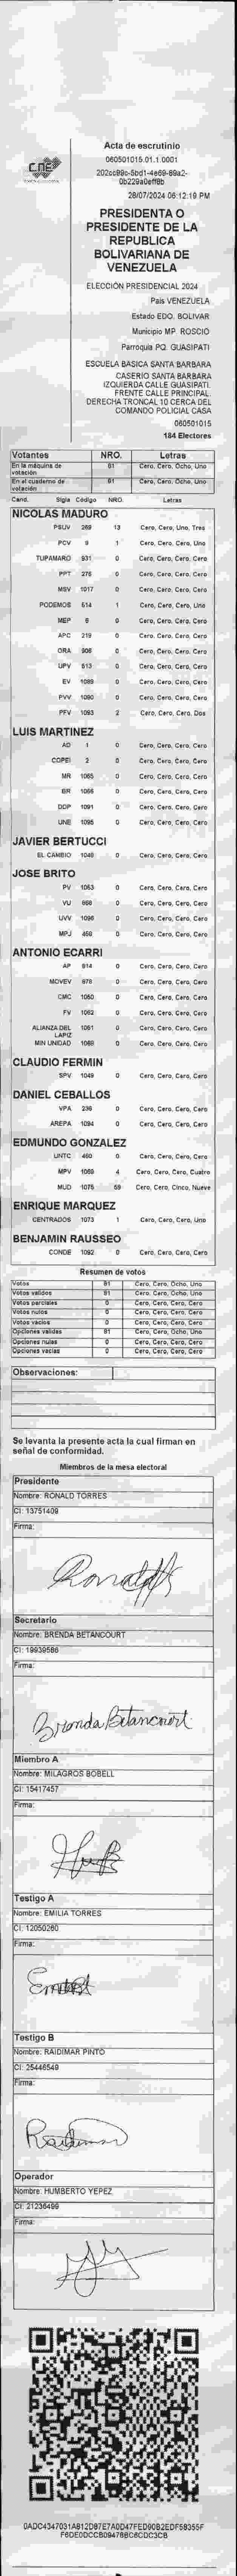 Acta de escrutinio
CNE
060501015.01.1.0001
28/07/2024 06:12:19 PM
PRESIDENTA O
PRESIDENTE DE LA
REPUBLICA
BOLIVARIANA DE
VENEZUELA
ELECCIÓN PRESIDENCIAL 2024
País VENEZUELA
Estado EDO. BOLIVAR
Municipio MP. ROSCIO
Parroquia PQ. GUASIPATI
ESCUELA BASICA SANTA BARBARA
CASERIO SANTA BARBARA
IZQUIERDA CALLE GUASIPATI.
FRENTE CALLE PRINCIPAL.
DERECHA TRONCAL 10 CERCA DEL
COMANDO POLICIAL CASA
060501015
184 Electores
Votantes NRO. Letras
En la máquina de votación 81 Cero, Cero, Ocho, Uno
En el cuaderno de votación 81 Cero, Cero, Ocho, Uno
Cand. Sigla Código NRO. Letras
NICOLAS MADURO
PSUV 269 13 Cero, Cero, Uno, Tres
PCV 9 1 Cero, Cero, Cero, Uno
TUPAMARO 931 0 Cero, Cero, Cero, Cero
PPT 276 0 Cero, Cero, Cero, Cero
MSV 1017 0 Cero, Cero, Cero, Cero
PODEMOS 514 1 Cero, Cero, Cero, Uno
MEP 8 0 Cero, Cero, Cero, Cero
APC 219 0 Cero, Cero, Cero, Cero
ORA 906 0 Cero, Cero, Cero, Cero
UPV 613 0 Cero, Cero, Cero, Cero
EV 1089 0 Cero, Cero, Cero, Cero
PVV 1090 0 Cero, Cero, Cero, Cero
PFV 1093 2 Cero, Cero, Cero, Dos
LUIS MARTINEZ
AD 1 0 Cero, Cero, Cero, Cero
COPEI 2 0 Cero, Cero, Cero, Cero
MR 1065 0 Cero, Cero, Cero, Cero
BR 1066 0 Cero, Cero, Cero, Cero
DDP 1091 0 Cero, Cero, Cero, Cero
UNE 1095 0 Cero, Cero, Cero, Cero
JAVIER BERTUCCI
EL CAMBIO 1048 0 Cero, Cero, Cero, Cero
JOSE BRITO
PV 1053 0 Cero, Cero, Cero, Cero
VU 868 0 Cero, Cero, Cero, Cero
UVV 1096 0 Cero, Cero, Cero, Cero
MPJ 458 0 Cero, Cero, Cero, Cero
ANTONIO ECARRI
AP 814 0 Cero, Cero, Cero, Cero
MOVEV 878 0 Cero, Cero, Cero, Cero
CMC 1050 0 Cero, Cero, Cero, Cero
FV 1062 0 Cero, Cero, Cero, Cero
ALIANZA DEL LAPIZ 1061 0 Cero, Cero, Cero, Cero
MIN UNIDAD 1069 0 Cero, Cero, Cero, Cero
CLAUDIO FERMIN
SPV 1049 0 Cero, Cero, Cero, Cero
DANIEL CEBALLOS
VPA 236 0 Cero, Cero, Cero, Cero
AREPA 1094 0 Cero, Cero, Cero, Cero
EDMUNDO GONZALEZ
UNTC 460 0 Cero, Cero, Cero, Cero
MPV 1059 4 Cero, Cero, Cero, Cuatro
MUD 1075 59 Cero, Cero, Cinco, Nueve
ENRIQUE MARQUEZ
CENTRADOS 1073 1 Cero, Cero, Cero, Uno
BENJAMIN RAUSSEO
CONDE 1092 0 Cero, Cero, Cero, Cero
Resumen de votos
Votos 81 Cero, Cero, Ocho, Uno
Votos validos 81 Cero, Cero, Ocho, Uno
Votos parciales 0 Cero, Cero, Cero, Cero
Votos nulos 0 Cero, Cero, Cero, Cero
Votos vacios 0 Cero, Cero, Cero, Cero
Opciones validas 81 Cero, Cero, Ocho, Uno
Opciones nulas 0 Cero, Cero, Cero, Cero
Opciones vacias 0 Cero, Cero, Cero, Cero
Observaciones:
Se levanta la presente acta la cual firman en
señal de conformidad.
Miembros de la mesa electoral
Presidente
Nombre: RONALD TORRES
CI: 13751409
Firma:
Ronald
Secretario
Nombre: BRENDA BETANCOURT
CI: 19939586
Firma:
Brenda Betancourt
Miembro A
Nombre: MILAGROS BOBELL
CI: 15417457
Firma:
Testigo A
Nombre: EMILIA TORRES
CI: 12050260
Firma:
Testigo B
Nombre: RAIDIMAR PINTO
CI: 25446549
Firma:
Raidimar
Operador
Nombre: HUMBERTO YEPEZ
CI: 21236499
Firma: